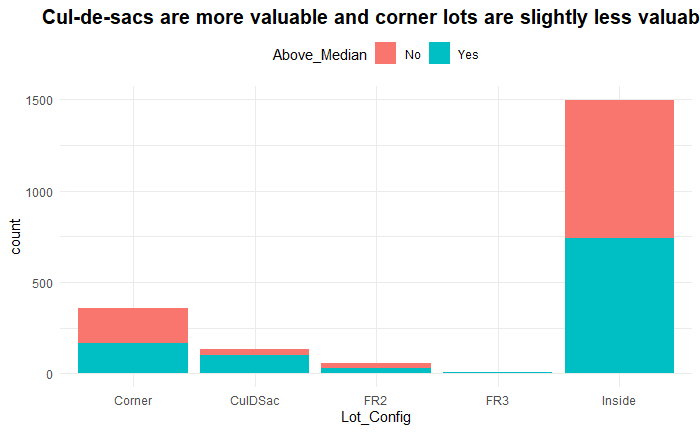 Cul-de-sacs are more valuable and corner lots are slightly less valuab
Above_Median No Yes
1500
1000
500
0
count
Corner CulDSac FR2 FR3 Inside
Lot_Config